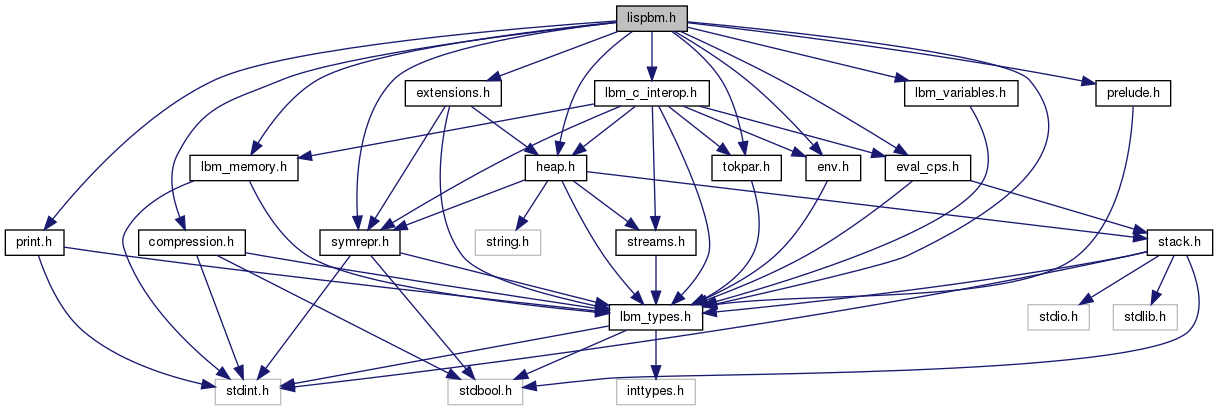 lispbm.h
extensions.h
lbm_c_interop.h
lbm_variables.h
prelude.h
lbm_memory.h
heap.h
tokpar.h
env.h
eval_cps.h
print.h
compression.h
symrepr.h
string.h
streams.h
stack.h
lbm_types.h
stdio.h
stdlib.h
stdint.h
stdbool.h
inttypes.h